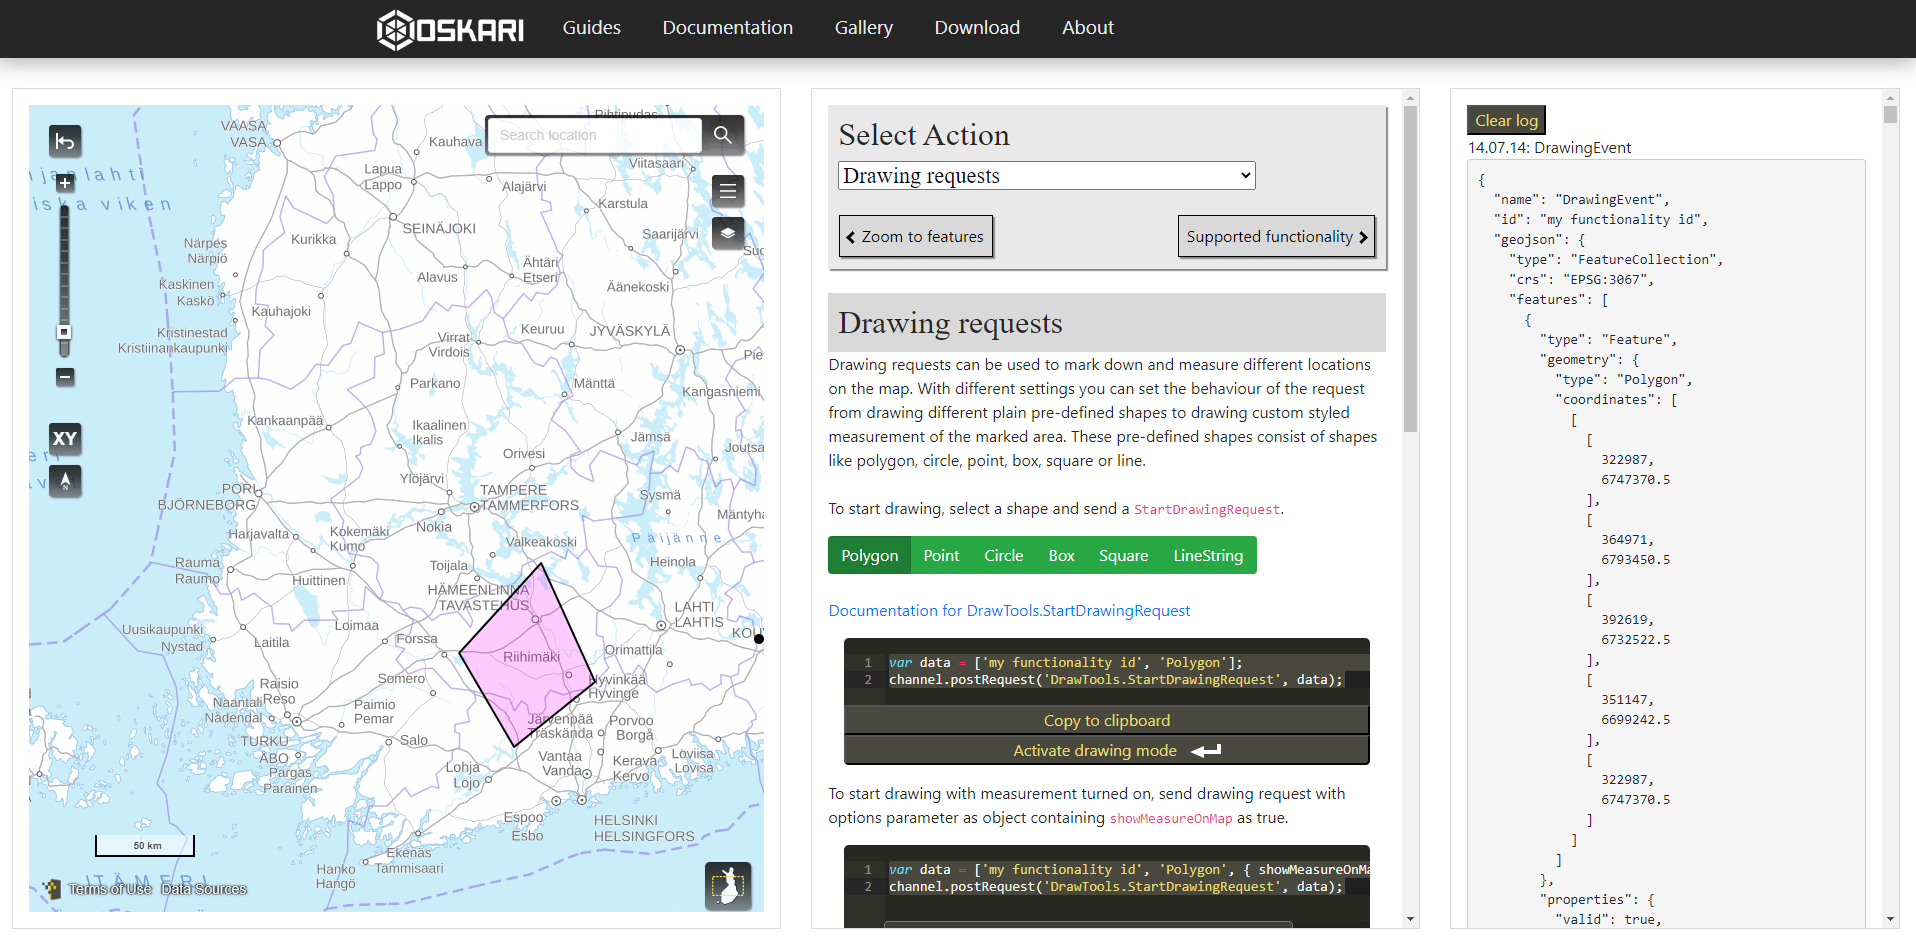 OSKARI
Guides
Documentation
Gallery
Download
About
Search location
XY
N
VAASA
VASA
Kauhava
Pihtipudas
Viitasaari
Lapua
Lappo
Alajärvi
Karstula
SEINÄJOKI
Kurikka
Saarijärvi
Närpes
Närpiö
Ähtäri
Etseri
Alavus
Kaskinen
Kaskö
Äänekoski
Kauhajoki
Kristinestad
Kristiinankaupunki
Keuruu
JYVÄSKYLÄ
Virrat
Virdois
Parkano
Mänttä
Kangasniemi
Kankaanpää
Ikaalinen
Ikalis
Jämsä
Joutsa
Orivesi
Ylöjärvi
PORI
BJÖRNEBORG
TAMPERE
TAMMERFORS
Sysmä
Mäntyha
Nokia
Harjavalta
Kokemäki
Kumo
Valkeakoski
Päijänne
Heinola
Rauma
Raumo
Toijala
Huittinen
HÄMEENLINNA
TAVASTEHUS
LAHTI
LAHTIS
Uusikaupunki
Nystad
Loimaa
Laitila
Forssa
Orimattila
Riihimäki
Somero
Hyvinkää
Hyvinge
Raisio
Reso
Naantali
Nådendal
Paimio
Pemar
Järvenpää
Träskända
Porvoo
Borgå
TURKU
ÅBO
Salo
Vantaa
Vanda
Kerava
Kervo
Loviisa
Lovisa
Pargas
Parainen
Lohja
Lojo
Espoo
Esbo
HELSINKI
HELSINGFORS
50 km
Ekenäs
Tammisaari
Hanko
Hangö
ITÄMERI
Terms of Use
Data Sources
Select Action
Drawing requests
Zoom to features
Supported functionality
Drawing requests
Drawing requests can be used to mark down and measure different locations
on the map. With different settings you can set the behaviour of the request
from drawing different plain pre-defined shapes to drawing custom styled
measurement of the marked area. These pre-defined shapes consist of shapes
like polygon, circle, point, box, square or line.
To start drawing, select a shape and send a StartDrawingRequest.
Polygon
Point
Circle
Box
Square
LineString
Documentation for DrawTools.StartDrawingRequest
1 var data = ['my functionality id', 'Polygon'];
2 channel.postRequest('DrawTools.StartDrawingRequest', data);
Copy to clipboard
Activate drawing mode
To start drawing with measurement turned on, send drawing request with
options parameter as object containing showMeasureOnMap as true.
1 var data = ['my functionality id', 'Polygon', { showMeasureOnMa
2 channel.postRequest('DrawTools.StartDrawingRequest', data);
Clear log
14.07.14: DrawingEvent
{
"name": "DrawingEvent",
"id": "my functionality id",
"geojson": {
"type": "FeatureCollection",
"crs": "EPSG:3067",
"features": [
{
"type": "Feature",
"geometry": {
"type": "Polygon",
"coordinates": [
[
[
322987,
6747370.5
],
[
364971,
6793450.5
],
[
392619,
6732522.5
],
[
351147,
6699242.5
],
[
322987,
6747370.5
]
]
]
},
"properties": {
"valid": true,